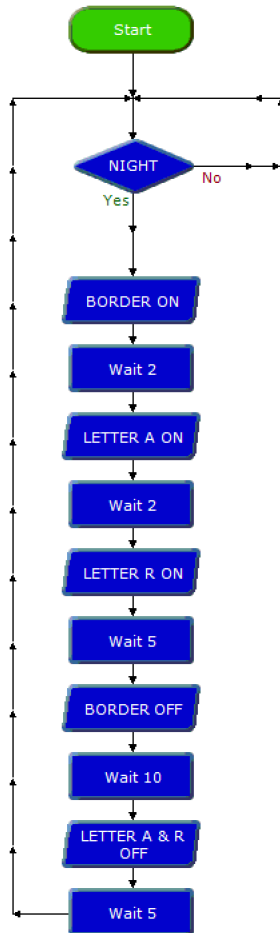 Start
NIGHT
No
Yes
BORDER ON
Wait 2
LETTER A ON
Wait 2
LETTER R ON
Wait 5
BORDER OFF
Wait 10
LETTER A & R
OFF
Wait 5